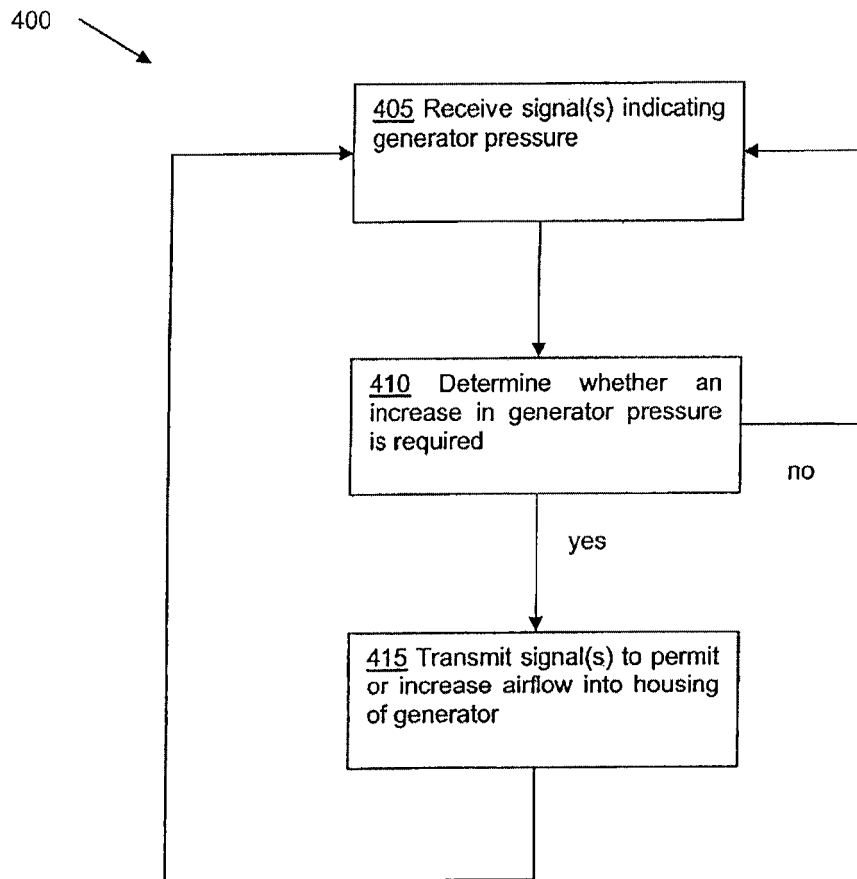 400
405 Receive signal(s) indicating
generator pressure
410 Determine whether an
increase in generator pressure
is required
no
yes
415 Transmit signal(s) to permit
or increase airflow into housing
of generator